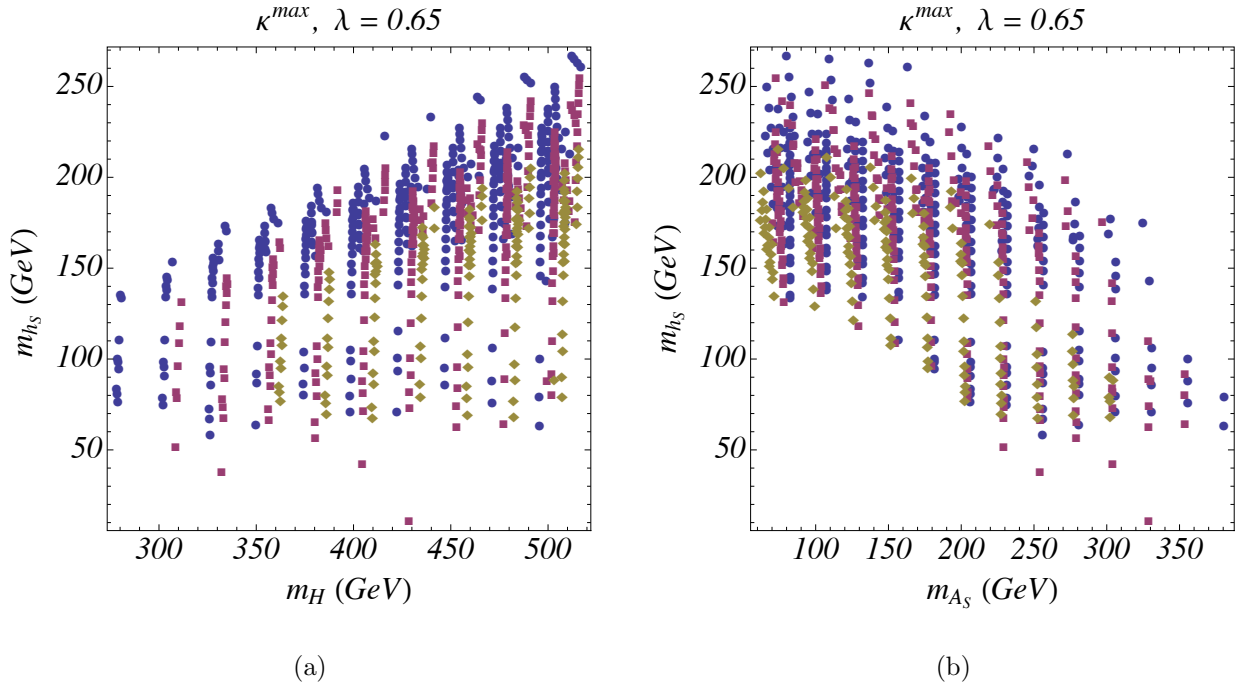 κ^max, λ = 0.65
250
200
150
100
50
m_hS (GeV)
300 350 400 450 500
m_H (GeV)
(a)
κ^max, λ = 0.65
250
200
150
100
50
m_hS (GeV)
100 150 200 250 300 350
m_AS (GeV)
(b)